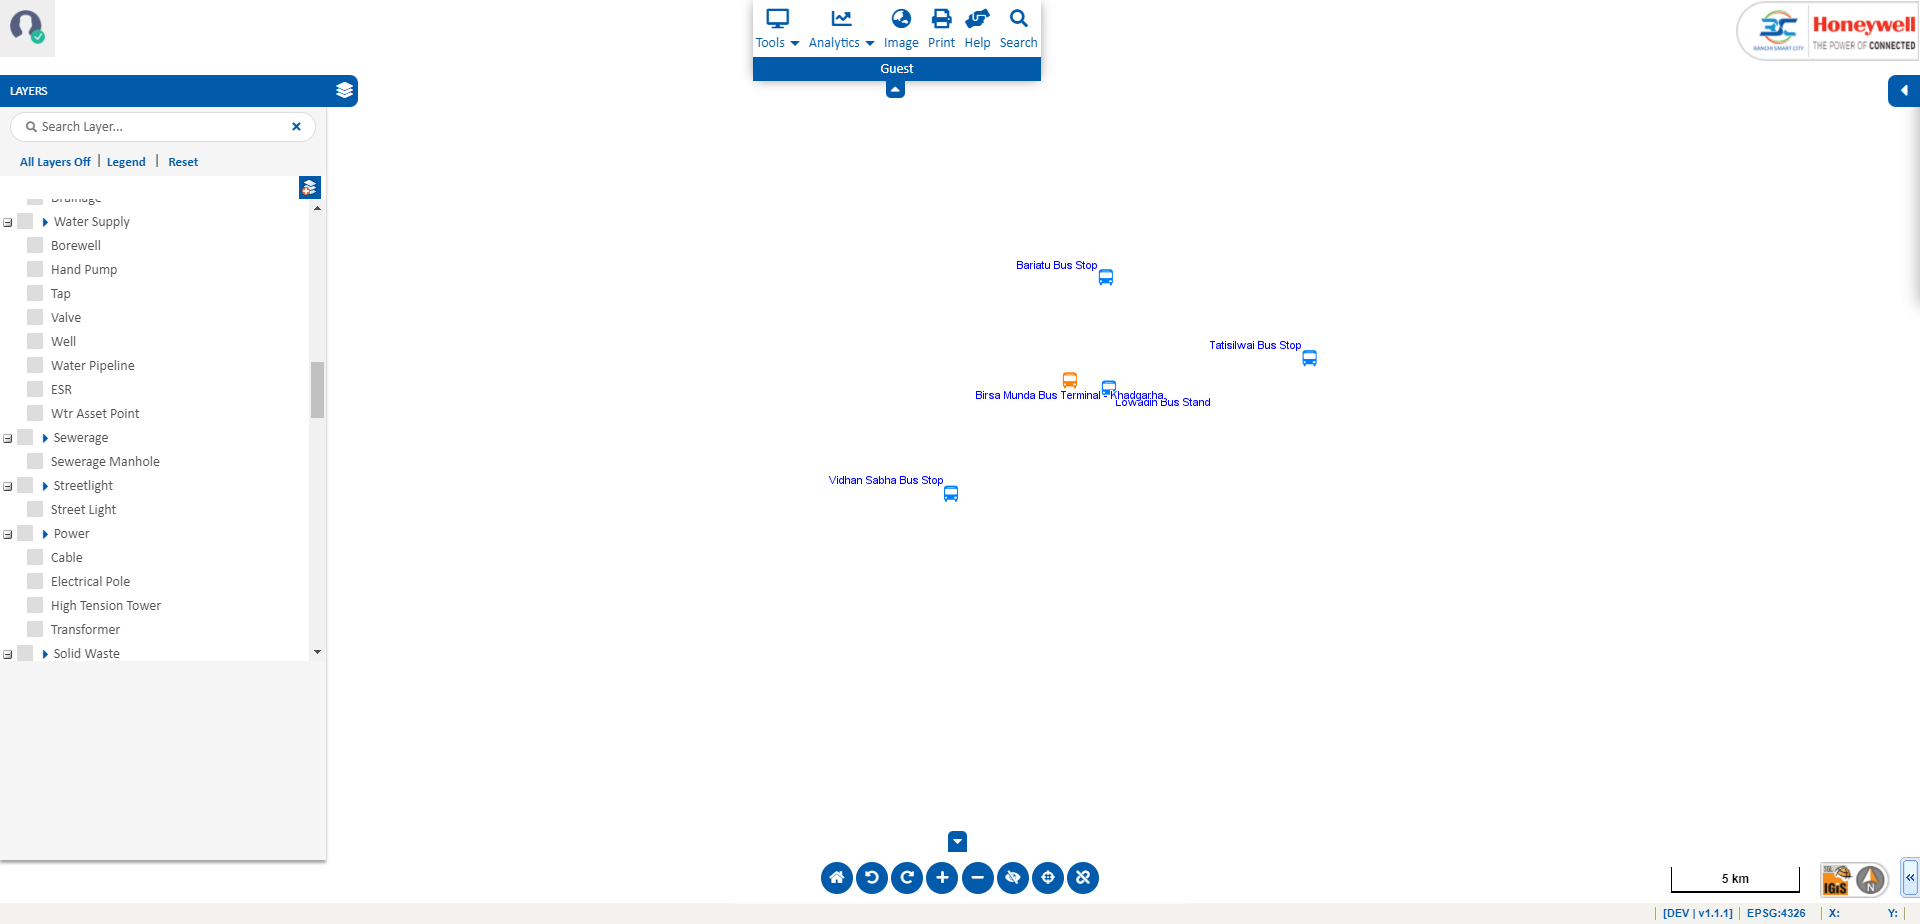 Tools
Analytics
Image
Print
Help
Search
Guest
RANCHI SMART CITY
Honeywell
THE POWER OF CONNECTED
LAYERS
Search Layer...
All Layers Off | Legend | Reset
Drainage
Water Supply
Borewell
Hand Pump
Tap
Valve
Well
Water Pipeline
ESR
Wtr Asset Point
Sewerage
Sewerage Manhole
Streetlight
Street Light
Power
Cable
Electrical Pole
High Tension Tower
Transformer
Solid Waste
Bariatu Bus Stop
Tatisilwai Bus Stop
Birsa Munda Bus Terminal - Khadgarha
Lowadih Bus Stand
Vidhan Sabha Bus Stop
5 km
IGiS
N
[DEV | v1.1.1] EPSG:4326 X: Y: